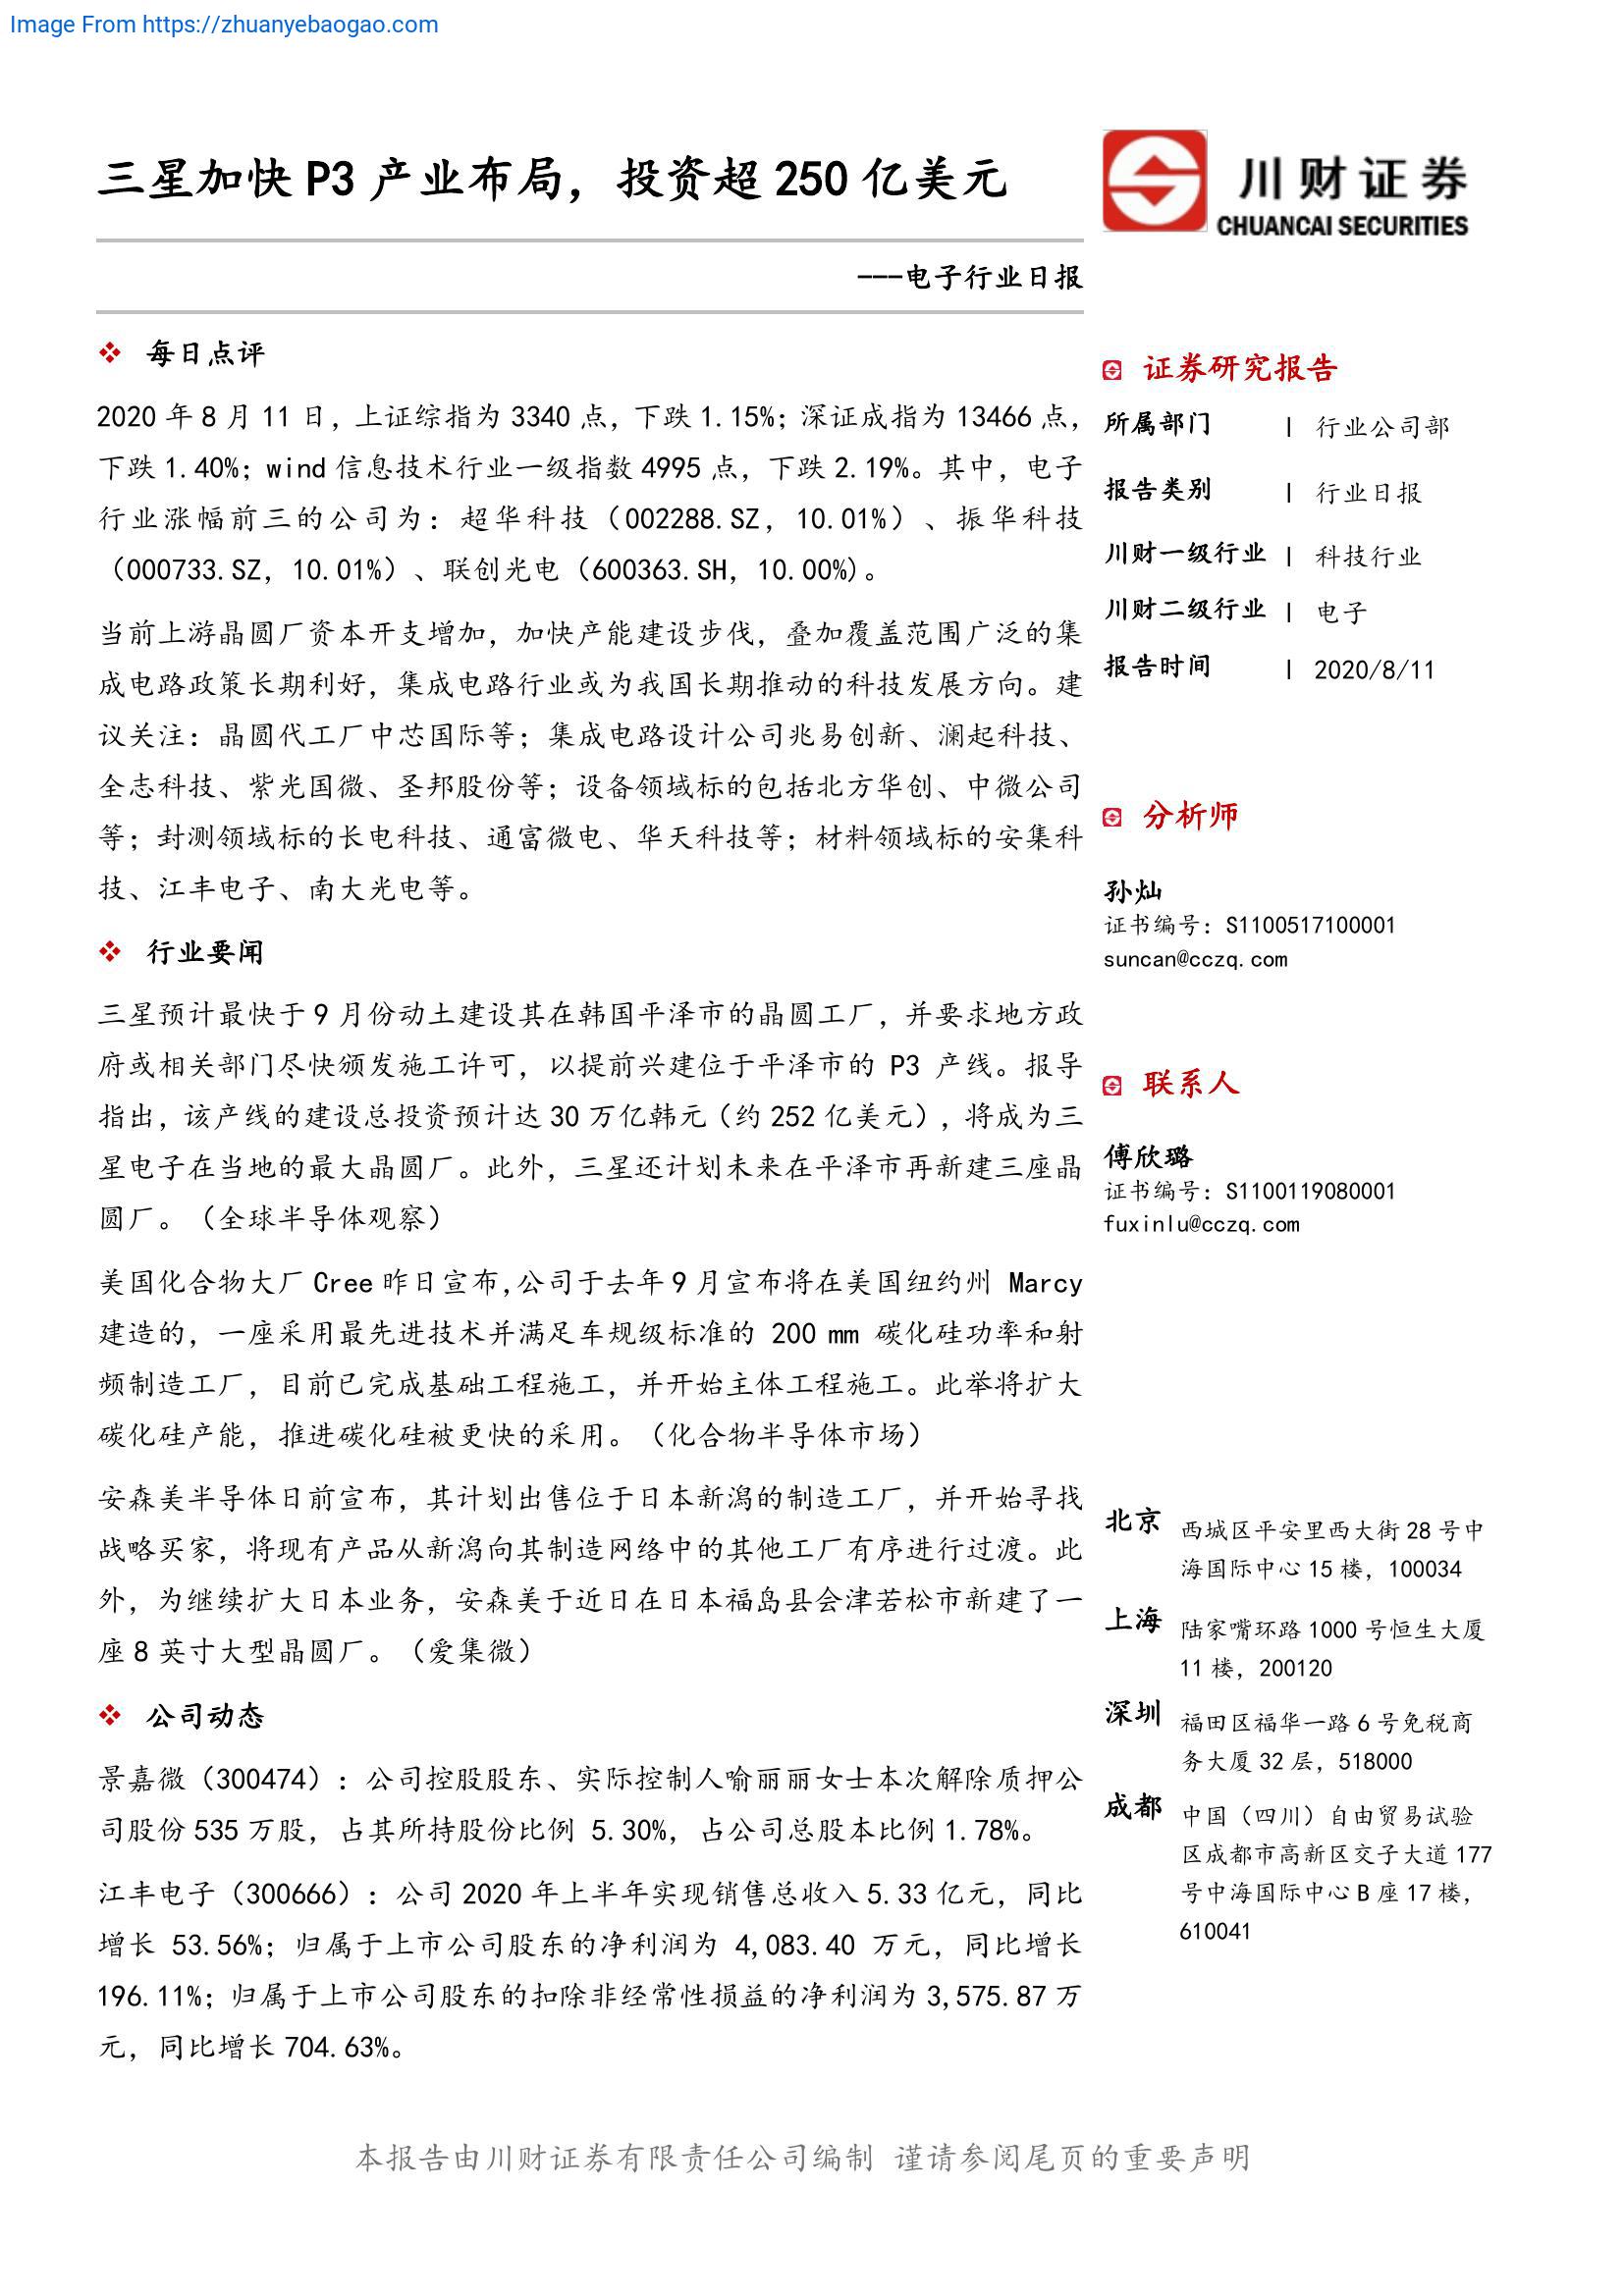 Image From https://zhuanyebaogao.com
三星加快 P3 产业布局，投资超 250 亿美元
川财证券
CHUANCAI SECURITIES
---电子行业日报
❖ 每日点评
2020 年 8 月 11 日，上证综指为 3340 点，下跌 1.15%；深证成指为 13466 点，
下跌 1.40%；wind 信息技术行业一级指数 4995 点，下跌 2.19%。其中，电子
行业涨幅前三的公司为：超华科技（002288.SZ，10.01%）、振华科技
（000733.SZ，10.01%）、联创光电（600363.SH，10.00%)。
当前上游晶圆厂资本开支增加，加快产能建设步伐，叠加覆盖范围广泛的集
成电路政策长期利好，集成电路行业或为我国长期推动的科技发展方向。建
议关注：晶圆代工厂中芯国际等；集成电路设计公司兆易创新、澜起科技、
全志科技、紫光国微、圣邦股份等；设备领域标的包括北方华创、中微公司
等；封测领域标的长电科技、通富微电、华天科技等；材料领域标的安集科
技、江丰电子、南大光电等。
❖ 行业要闻
三星预计最快于 9 月份动土建设其在韩国平泽市的晶圆工厂，并要求地方政
府或相关部门尽快颁发施工许可，以提前兴建位于平泽市的 P3 产线。报导
指出，该产线的建设总投资预计达 30 万亿韩元（约 252 亿美元），将成为三
星电子在当地的最大晶圆厂。此外，三星还计划未来在平泽市再新建三座晶
圆厂。（全球半导体观察）
美国化合物大厂 Cree 昨日宣布,公司于去年 9 月宣布将在美国纽约州 Marcy
建造的，一座采用最先进技术并满足车规级标准的 200 mm 碳化硅功率和射
频制造工厂，目前已完成基础工程施工，并开始主体工程施工。此举将扩大
碳化硅产能，推进碳化硅被更快的采用。（化合物半导体市场）
安森美半导体日前宣布，其计划出售位于日本新潟的制造工厂，并开始寻找
战略买家，将现有产品从新潟向其制造网络中的其他工厂有序进行过渡。此
外，为继续扩大日本业务，安森美于近日在日本福岛县会津若松市新建了一
座 8 英寸大型晶圆厂。（爱集微）
❖ 公司动态
景嘉微（300474）：公司控股股东、实际控制人喻丽丽女士本次解除质押公
司股份 535 万股，占其所持股份比例 5.30%，占公司总股本比例 1.78%。
江丰电子（300666）：公司 2020 年上半年实现销售总收入 5.33 亿元，同比
增长 53.56%；归属于上市公司股东的净利润为 4,083.40 万元，同比增长
196.11%；归属于上市公司股东的扣除非经常性损益的净利润为 3,575.87 万
元，同比增长 704.63%。
证券研究报告
所属部门 | 行业公司部
报告类别 | 行业日报
川财一级行业 | 科技行业
川财二级行业 | 电子
报告时间 | 2020/8/11
分析师
孙灿
证书编号：S1100517100001
suncan@cczq.com
联系人
傅欣璐
证书编号：S1100119080001
fuxinlu@cczq.com
北京 西城区平安里西大街 28 号中
海国际中心 15 楼，100034
上海 陆家嘴环路 1000 号恒生大厦
11 楼，200120
深圳 福田区福华一路 6 号免税商
务大厦 32 层，518000
成都 中国（四川）自由贸易试验
区成都市高新区交子大道 177
号中海国际中心 B 座 17 楼，
610041
本报告由川财证券有限责任公司编制 谨请参阅尾页的重要声明